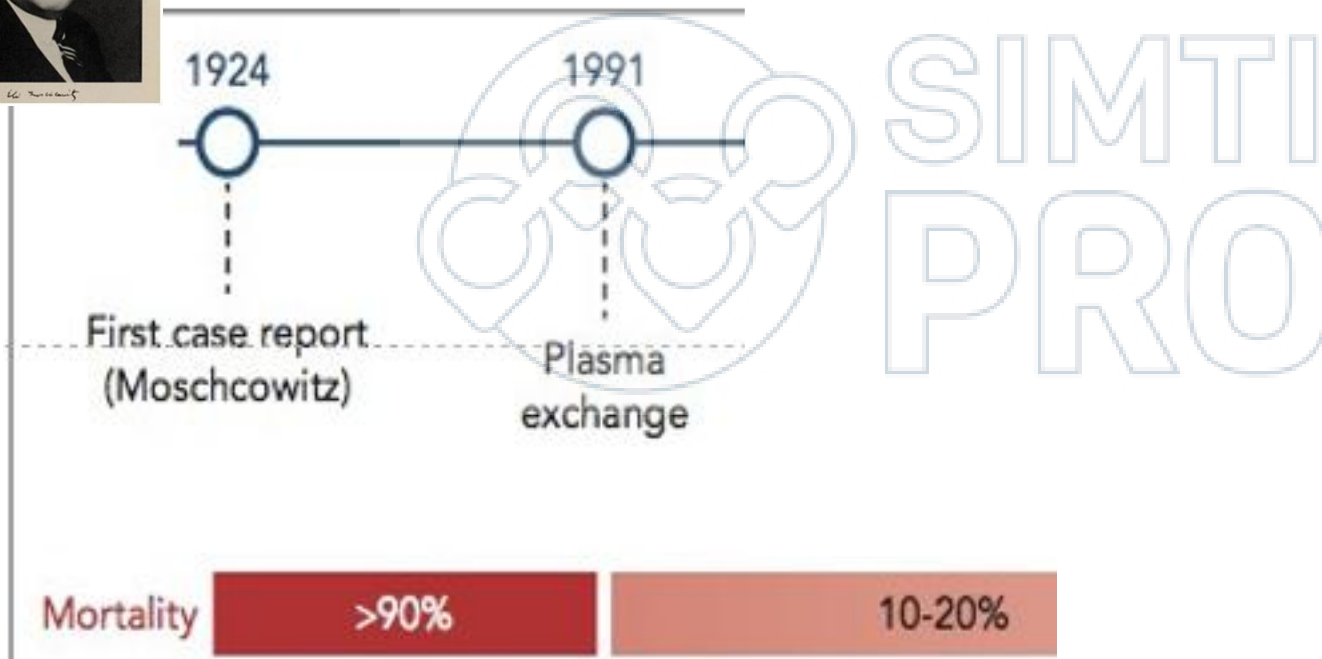 1924
1991
First case report
(Moschcowitz)
Plasma
exchange
Mortality
>90%
10-20%
SIMTI
PRO